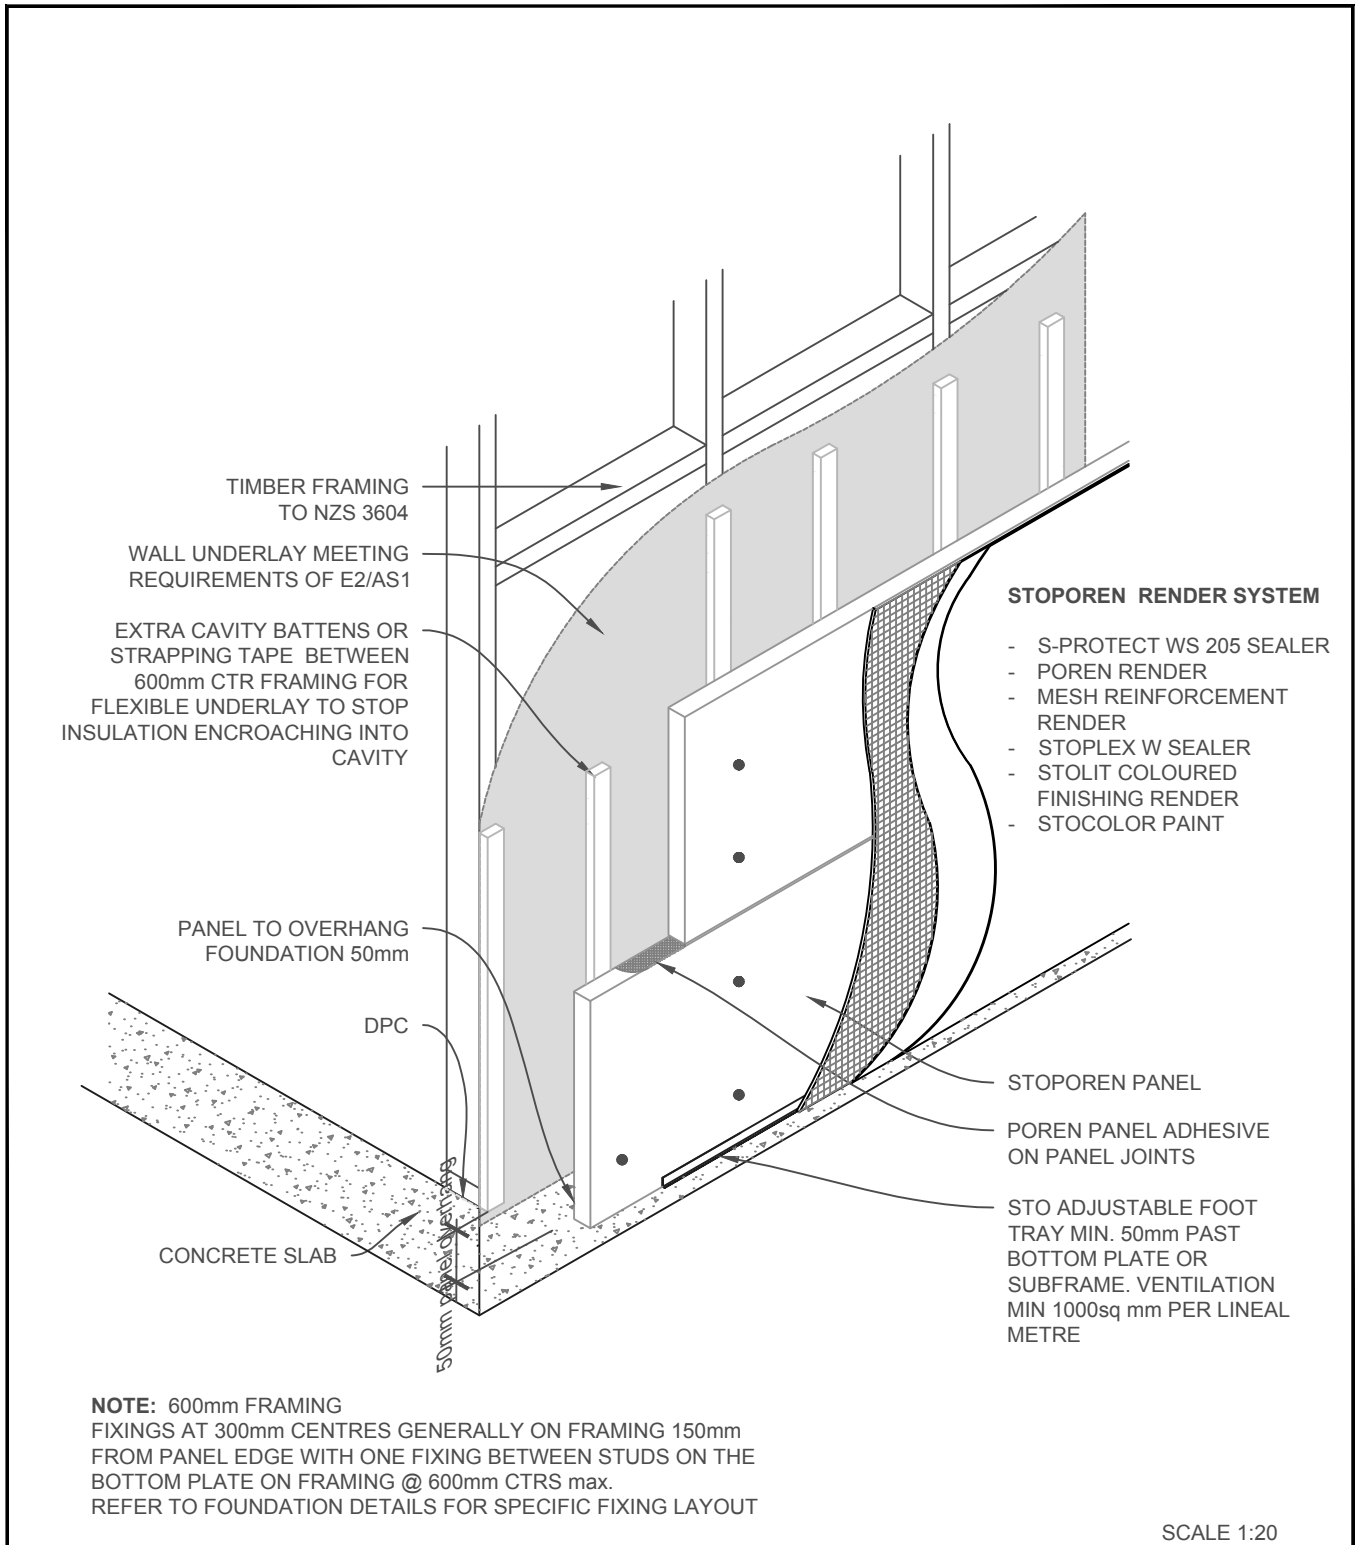 TIMBER FRAMING
TO NZS 3604
WALL UNDERLAY MEETING
REQUIREMENTS OF E2/AS1
EXTRA CAVITY BATTENS OR
STRAPPING TAPE BETWEEN
600mm CTR FRAMING FOR
FLEXIBLE UNDERLAY TO STOP
INSULATION ENCROACHING INTO
CAVITY
PANEL TO OVERHANG
FOUNDATION 50mm
DPC
CONCRETE SLAB
50mm panel overhang
STOPOREN RENDER SYSTEM
- S-PROTECT WS 205 SEALER
- POREN RENDER
- MESH REINFORCEMENT
RENDER
- STOPLEX W SEALER
- STOLIT COLOURED
FINISHING RENDER
- STOCOLOR PAINT
STOPOREN PANEL
POREN PANEL ADHESIVE
ON PANEL JOINTS
STO ADJUSTABLE FOOT
TRAY MIN. 50mm PAST
BOTTOM PLATE OR
SUBFRAME. VENTILATION
MIN 1000sq mm PER LINEAL
METRE
NOTE: 600mm FRAMING
FIXINGS AT 300mm CENTRES GENERALLY ON FRAMING 150mm
FROM PANEL EDGE WITH ONE FIXING BETWEEN STUDS ON THE
BOTTOM PLATE ON FRAMING @ 600mm CTRS max.
REFER TO FOUNDATION DETAILS FOR SPECIFIC FIXING LAYOUT
SCALE 1:20